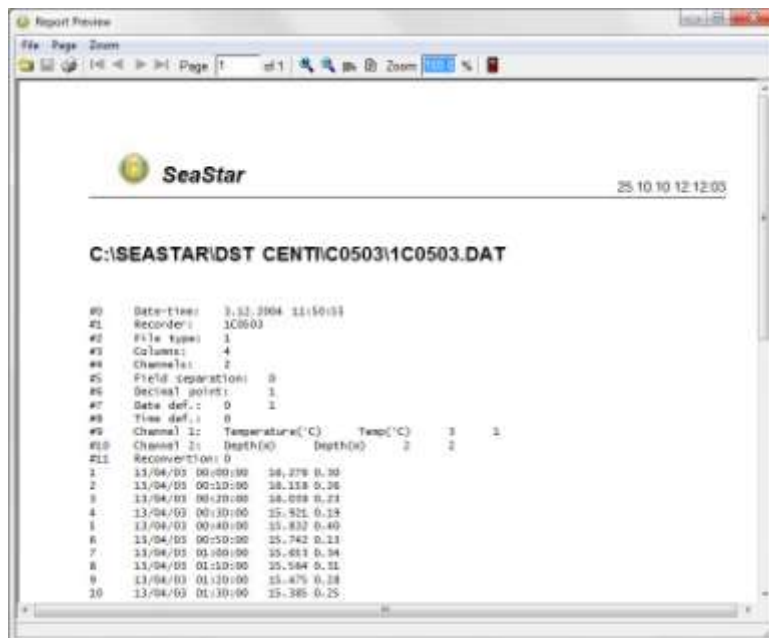 Report Preview
File Page Zoom
Page 1 of 1 Zoom 100.0 %
SeaStar
25.10.10 12:12:03
C:\SEASTAR\DST CENTI\C0503\1C0503.DAT
#0 Date-time: 3.12.2004 11:50:55
#1 Recorder: 1C0503
#2 File type: 1
#3 Columns: 4
#4 Channels: 2
#5 Field separation: 0
#6 Decimal point: 1
#7 Date def.: 0 1
#8 Time def.: 0
#9 Channel 1: Temperature(°C) Temp(°C) 3 1
#10 Channel 2: Depth(m) Depth(m) 2 2
#11 Reconvertion: 0
1 13/04/03 00:00:00 16.279 0.30
2 13/04/03 00:10:00 16.158 0.26
3 13/04/03 00:20:00 0.23
4 13/04/03 00:30:00 15.921 0.19
5 13/04/03 00:40:00 15.832 0.40
6 13/04/03 00:50:00 15.742 0.13
7 13/04/03 01:00:00 15.653 0.34
8 13/04/03 01:10:00 15.564 0.31
9 13/04/03 01:20:00 15.475 0.28
10 13/04/03 01:30:00 15.385 0.25